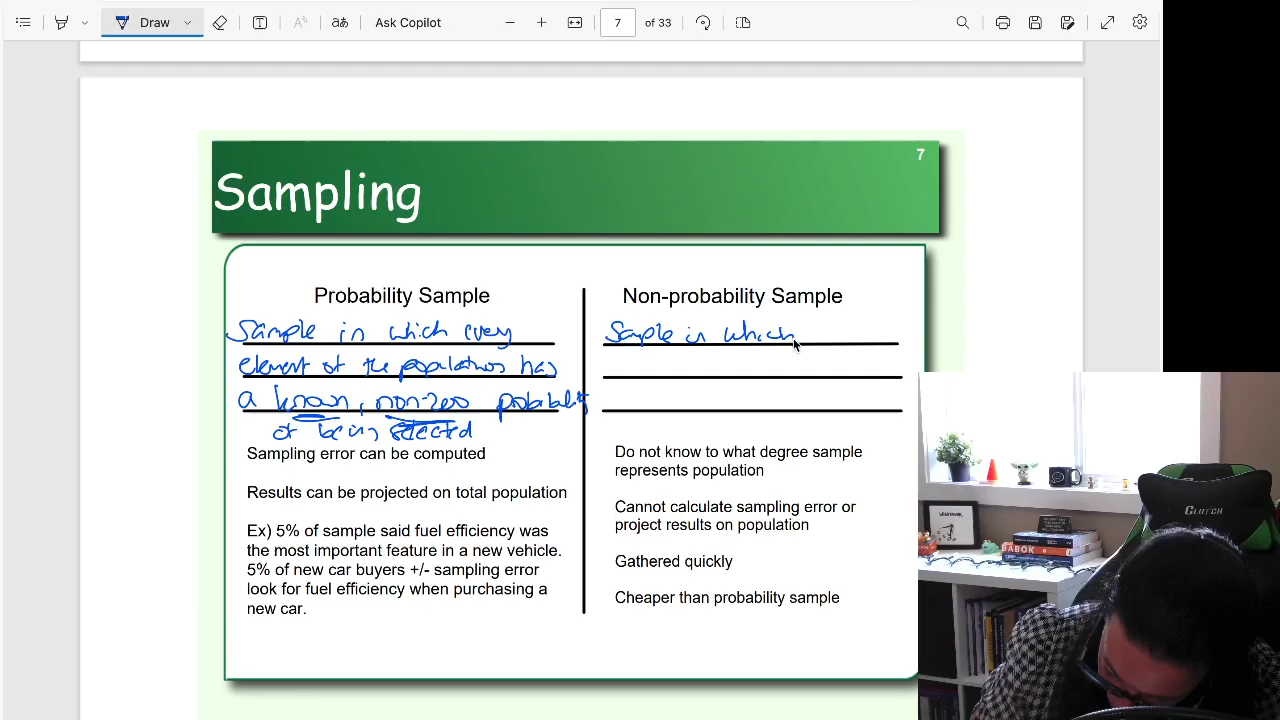 Draw
Ask Copilot
7
of 33
7
Sampling
Probability Sample
Sample in which every
element of the population has
a known, non-zero probability
of being selected
Sampling error can be computed
Results can be projected on total population
Ex) 5% of sample said fuel efficiency was
the most important feature in a new vehicle.
5% of new car buyers +/- sampling error
look for fuel efficiency when purchasing a
new car.
Non-probability Sample
Sample in which
Do not know to what degree sample
represents population
Cannot calculate sampling error or
project results on population
Gathered quickly
Cheaper than probability sample
CLUTCH
BABOK